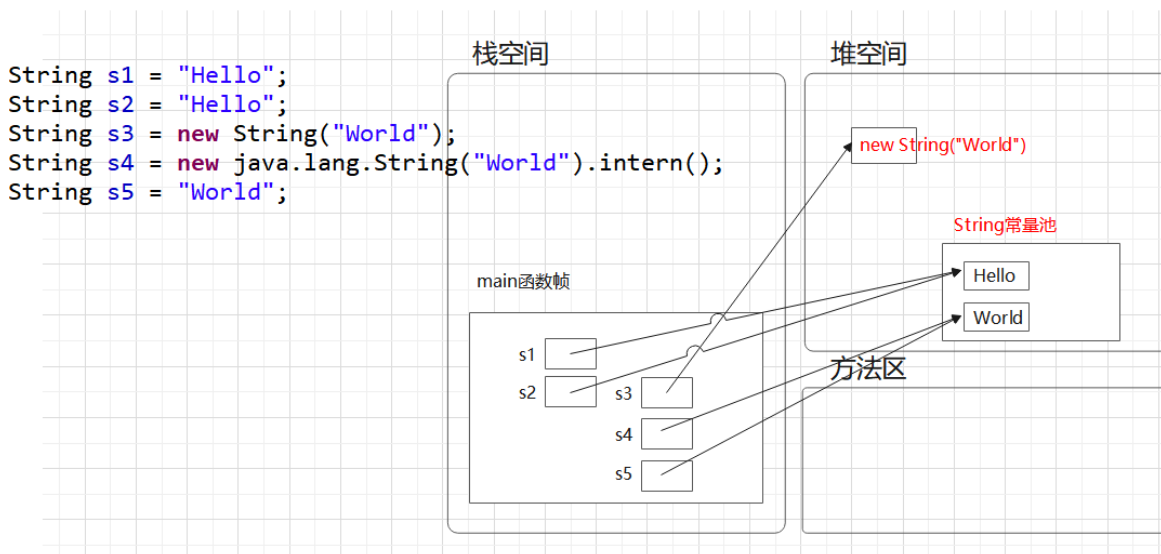 String s1 = "Hello";
String s2 = "Hello";
String s3 = new String("World");
String s4 = new java.lang.String("World").intern();
String s5 = "World";
栈空间
main函数帧
s1
s2
s3
s4
s5
堆空间
new String("World")
String常量池
Hello
World
方法区